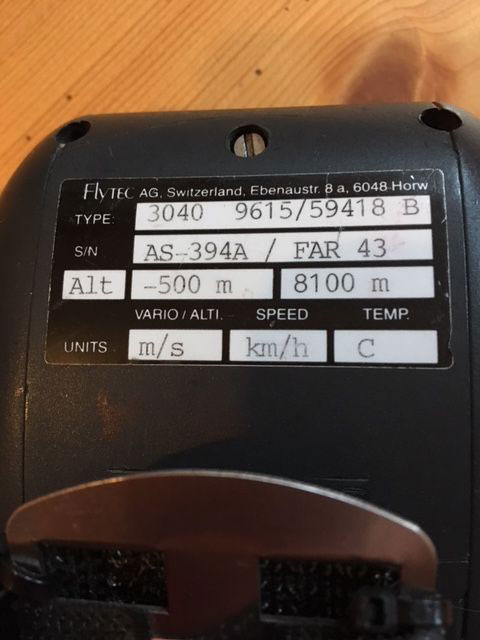 FLYTEC AG, Switzerland, Ebenaustr. 8 a, 6048 Horw
TYPE: 3040 9615/59418 B
S/N AS-394A / FAR 43
Alt -500 m 8100 m
VARIO / ALTI. SPEED TEMP.
UNITS m/s km/h C